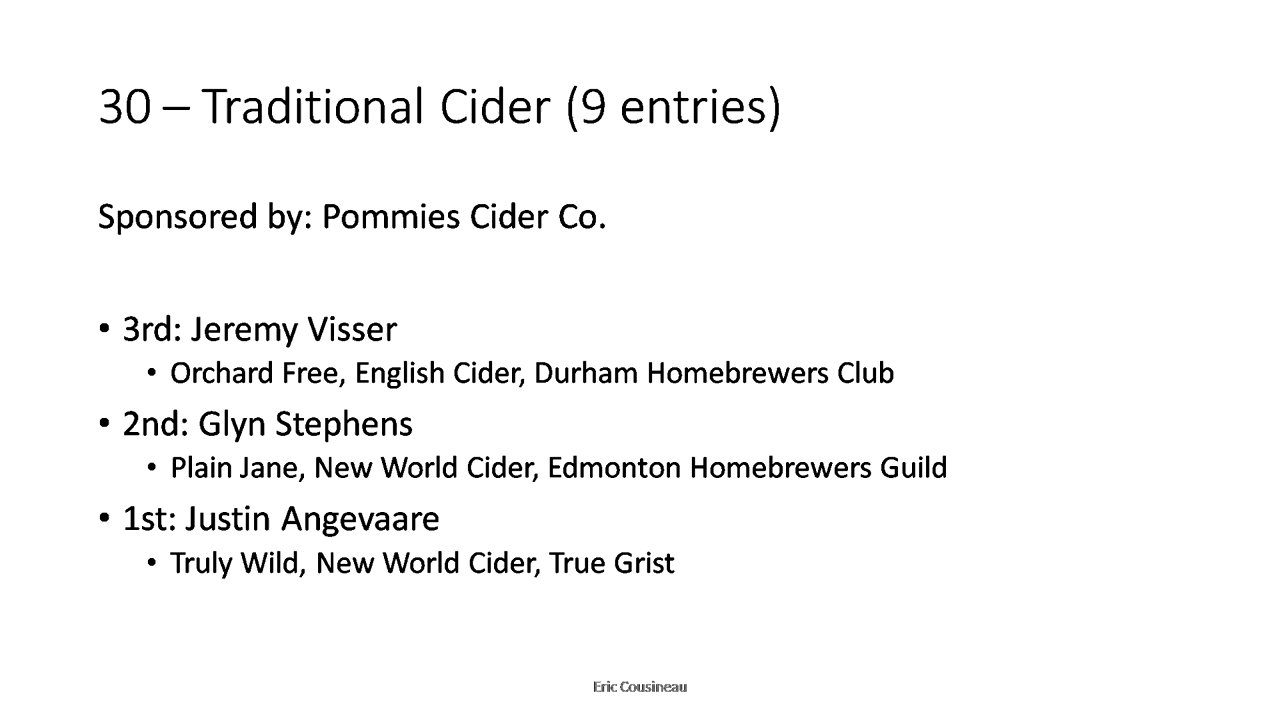 30 – Traditional Cider (9 entries)
Sponsored by: Pommies Cider Co.
• 3rd: Jeremy Visser
• Orchard Free, English Cider, Durham Homebrewers Club
• 2nd: Glyn Stephens
• Plain Jane, New World Cider, Edmonton Homebrewers Guild
• 1st: Justin Angevaare
• Truly Wild, New World Cider, True Grist
Eric Cousineau